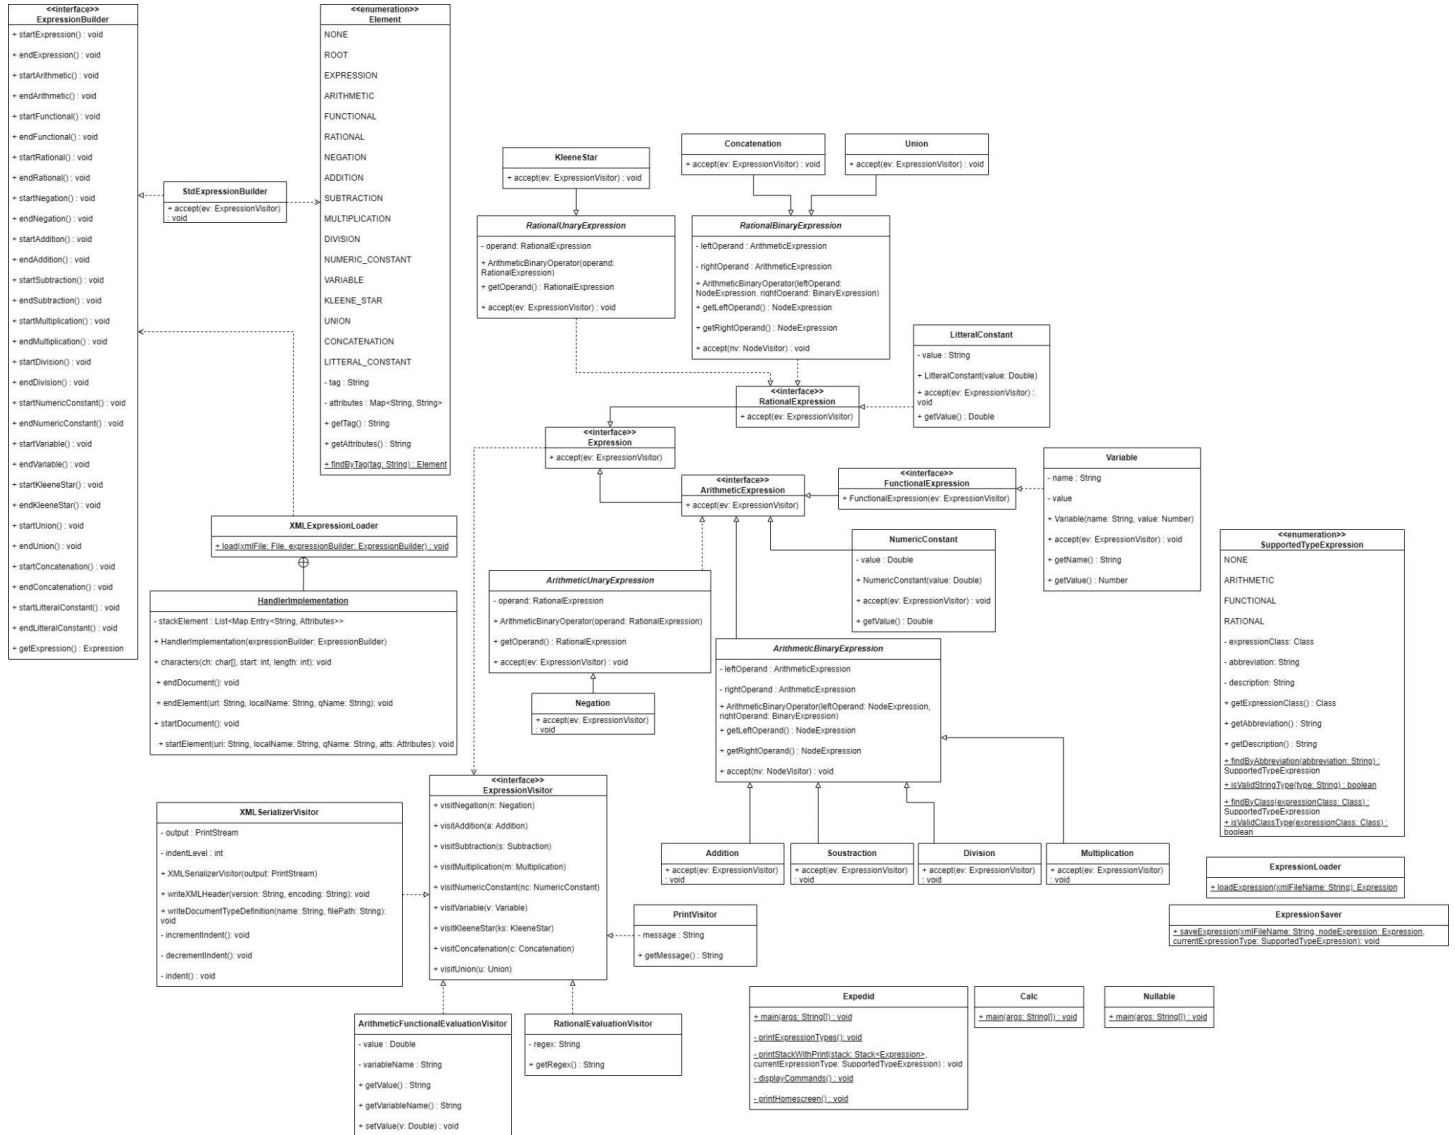 <<interface>>
ExpressionBuilder
+ startExpression() : void
+ endExpression() : void
+ startArithmetic() : void
+ endArithmetic() : void
+ startFunctional() : void
+ endFunctional() : void
+ startRational() : void
+ endRational() : void
+ startNegation() : void
+ endNegation() : void
+ startAddition() : void
+ endAddition() : void
+ startSubtraction() : void
+ endSubtraction() : void
+ startMultiplication() : void
+ endMultiplication() : void
+ startDivision() : void
+ endDivision() : void
+ startNumericConstant() : void
+ endNumericConstant() : void
+ startVariable() : void
+ endVariable() : void
+ startKleeneStar() : void
+ endKleeneStar() : void
+ startUnion() : void
+ endUnion() : void
+ startConcatenation() : void
+ endConcatenation() : void
+ startLitteralConstant() : void
+ endLitteralConstant() : void
+ getExpression() : Expression
StdExpressionBuilder
+ accept(ev: ExpressionVisitor)
: void
<<enumeration>>
Element
NONE
ROOT
EXPRESSION
ARITHMETIC
FUNCTIONAL
RATIONAL
NEGATION
ADDITION
SUBTRACTION
MULTIPLICATION
DIVISION
NUMERIC_CONSTANT
VARIABLE
KLEENE_STAR
UNION
CONCATENATION
LITTERAL_CONSTANT
- tag : String
- attributes : Map<String, String>
+ getTag() : String
+ getAttributes() : String
+ findByTag(tag: String) : Element
XMLExpressionLoader
+ load(xmlFile: File, expressionBuilder: ExpressionBuilder) : void
HandlerImplementation
- stackElement : List<Map.Entry<String, Attributes>>
+ HandlerImplementation(expressionBuilder: ExpressionBuilder)
+ characters(ch: char[], start: int, length: int): void
+ endDocument(): void
+ endElement(url: String, localName: String, qName: String): void
+ startDocument(): void
+ startElement(uri: String, localName: String, qName: String, atts: Attributes): void
KleeneStar
+ accept(ev: ExpressionVisitor) : void
Concatenation
+ accept(ev: ExpressionVisitor) : void
Union
+ accept(ev: ExpressionVisitor) : void
RationalUnaryExpression
- operand: RationalExpression
+ ArithmeticBinaryOperator(operand:
RationalExpression)
+ getOperand() : RationalExpression
+ accept(ev: ExpressionVisitor) : void
RationalBinaryExpression
- leftOperand : ArithmeticExpression
- rightOperand : ArithmeticExpression
+ ArithmeticBinaryOperator(leftOperand:
NodeExpression, rightOperand: BinaryExpression)
+ getLeftOperand() : NodeExpression
+ getRightOperand() : NodeExpression
+ accept(nv: NodeVisitor) : void
LitteralConstant
- value : String
+ LitteralConstant(value: Double)
+ accept(ev: ExpressionVisitor) :
void
+ getValue() : Double
<<interface>>
RationalExpression
+ accept(ev: ExpressionVisitor)
<<interface>>
Expression
+ accept(ev: ExpressionVisitor)
<<interface>>
ArithmeticExpression
+ accept(ev: ExpressionVisitor)
<<interface>>
FunctionalExpression
+ FunctionalExpression(ev: ExpressionVisitor)
Variable
- name : String
- value
+ Variable(name: String, value: Number)
+ accept(ev: ExpressionVisitor) : void
+ getName() : String
+ getValue() : Number
NumericConstant
- value : Double
+ NumericConstant(value: Double)
+ accept(ev: ExpressionVisitor) : void
+ getValue() : Double
ArithmeticUnaryExpression
- operand: RationalExpression
+ ArithmeticBinaryOperator(operand: RationalExpression)
+ getOperand() : RationalExpression
+ accept(ev: ExpressionVisitor) : void
Negation
+ accept(ev: ExpressionVisitor)
: void
ArithmeticBinaryExpression
- leftOperand : ArithmeticExpression
- rightOperand : ArithmeticExpression
+ ArithmeticBinaryOperator(leftOperand: NodeExpression,
rightOperand: BinaryExpression)
+ getLeftOperand() : NodeExpression
+ getRightOperand() : NodeExpression
+ accept(nv: NodeVisitor) : void
Addition
+ accept(ev: ExpressionVisitor)
: void
Soustraction
+ accept(ev: ExpressionVisitor)
: void
Division
+ accept(ev: ExpressionVisitor)
: void
Multiplication
+ accept(ev: ExpressionVisitor)
: void
<<enumeration>>
SupportedTypeExpression
NONE
ARITHMETIC
FUNCTIONAL
RATIONAL
- expressionClass: Class
- abbreviation: String
- description: String
+ getExpressionClass() : Class
+ getAbbreviation() : String
+ getDescription() : String
+ findByAbbreviation(abbreviation: String) :
SupportedTypeExpression
+ isValidStringType(type: String) : boolean
+ findByClass(expressionClass: Class) :
SupportedTypeExpression
+ isValidClassType(expressionClass: Class) :
boolean
ExpressionLoader
+ loadExpression(xmlFileName: String): Expression
ExpressionSaver
+ saveExpression(xmlFileName: String, nodeExpression: Expression,
currentExpressionType: SupportedTypeExpression): void
<<interface>>
ExpressionVisitor
+ visitNegation(n: Negation)
+ visitAddition(a: Addition)
+ visitSubtraction(s: Subtraction)
+ visitMultiplication(m: Multiplication)
+ visitNumericConstant(nc: NumericConstant)
+ visitVariable(v: Variable)
+ visitKleeneStar(ks: KleeneStar)
+ visitConcatenation(c: Concatenation)
+ visitUnion(u: Union)
XMLSerializerVisitor
- output : PrintStream
- indentLevel : int
+ XMLSerializerVisitor(output: PrintStream)
+ writeXMLHeader(version: String, encoding: String): void
+ writeDocumentTypeDefinition(name: String, filePath: String):
void
- incrementIndent(): void
- decrementIndent(): void
- indent() : void
PrintVisitor
- message : String
+ getMessage() : String
ArithmeticFunctionalEvaluationVisitor
- value : Double
- variableName : String
+ getValue() : String
+ getVariableName() : String
+ setValue(v: Double) : void
RationalEvaluationVisitor
- regex: String
+ getRegex() : String
Expedid
+ main(args: String[]) : void
- printExpressionTypes(): void
- printStackWithPrint(stack: Stack<Expression>,
currentExpressionType: SupportedTypeExpression) : void
- displayCommands() : void
- printHomescreen() : void
Calc
+ main(args: String[]) : void
Nullable
+ main(args: String[]) : void